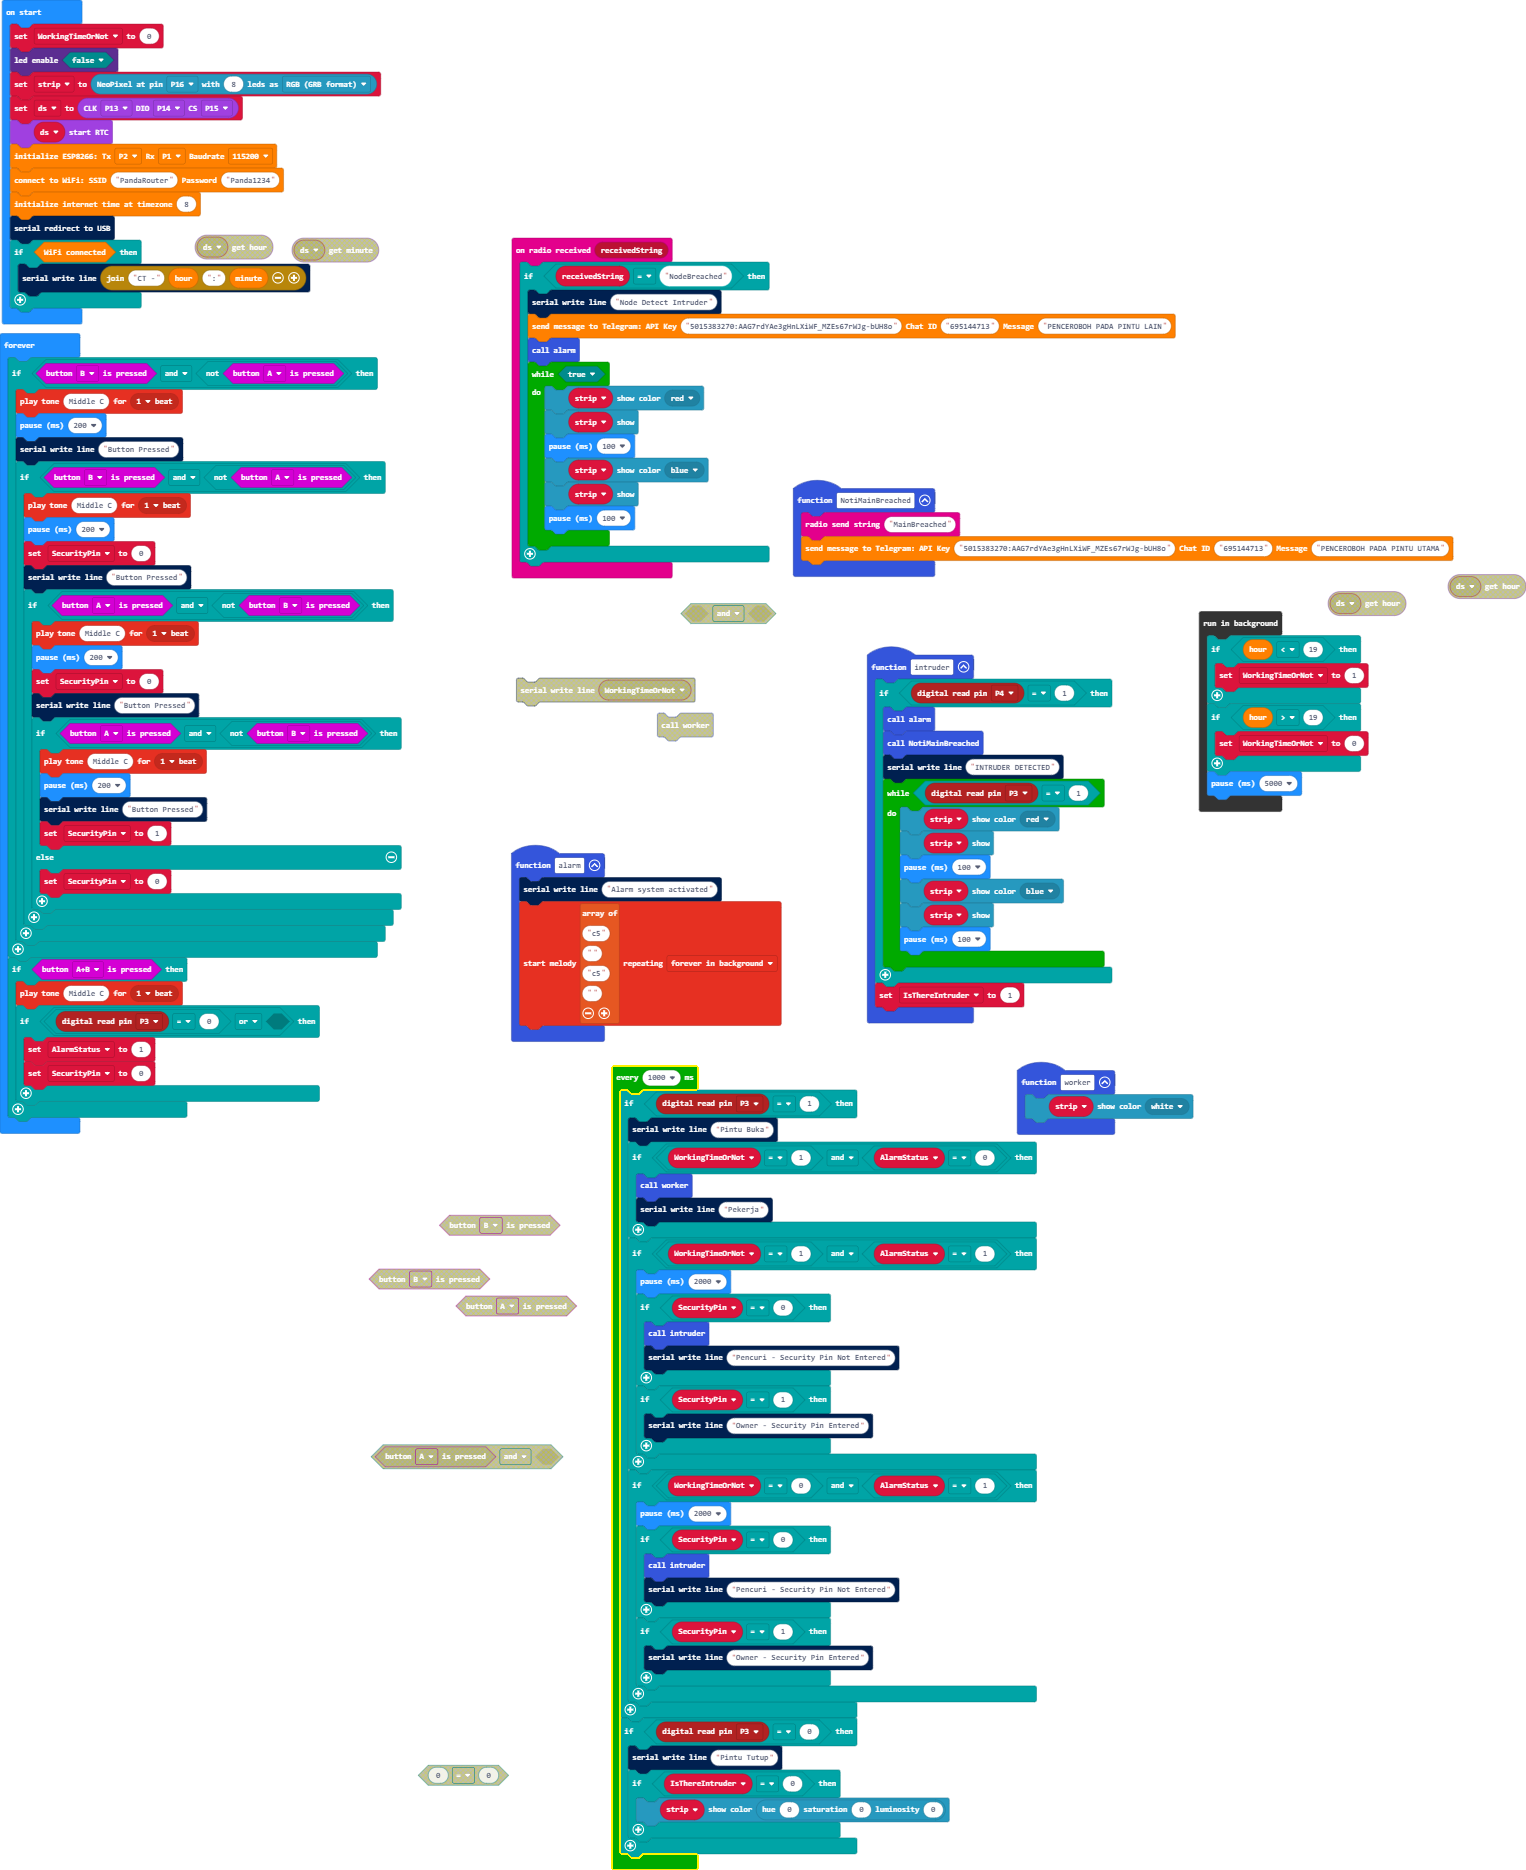 on start
set WorkingTimeOrNot to 0
led enable false
set strip to NeoPixel at pin P16 with 8 leds as RGB (GRB format)
set ds to CLK P13 DIO P14 CS P15
ds start RTC
initialize ESP8266: Tx P2 Rx P1 Baudrate 115200
connect to WiFi: SSID "PandaRouter" Password "Panda1234"
initialize internet time at timezone 8
serial redirect to USB
if WiFi connected then
serial write line join "CT -" hour ":" minute
ds get hour
ds get minute
forever
if button B is pressed and not button A is pressed then
play tone Middle C for 1 beat
pause (ms) 200
serial write line "Button Pressed"
if button B is pressed and not button A is pressed then
play tone Middle C for 1 beat
pause (ms) 200
set SecurityPin to 0
serial write line "Button Pressed"
if button A is pressed and not button B is pressed then
play tone Middle C for 1 beat
pause (ms) 200
set SecurityPin to 0
serial write line "Button Pressed"
if button A is pressed and not button B is pressed then
play tone Middle C for 1 beat
pause (ms) 200
serial write line "Button Pressed"
set SecurityPin to 1
else
set SecurityPin to 0
if button A+B is pressed then
play tone Middle C for 1 beat
if digital read pin P3 = 0 or then
set AlarmStatus to 1
set SecurityPin to 0
on radio received receivedString
if receivedString = "NodeBreached" then
serial write line "Node Detect Intruder"
send message to Telegram: API Key "5015383270:AAG7rdYAe3gHnLXiWF_MZEs67rWJg-bUH8o" Chat ID "695144713" Message "PENCEROBOH PADA PINTU LAIN"
call alarm
while true
do
strip show color red
strip show
pause (ms) 100
strip show color blue
strip show
pause (ms) 100
function NotiMainBreached
radio send string "MainBreached"
send message to Telegram: API Key "5015383270:AAG7rdYAe3gHnLXiWF_MZEs67rWJg-bUH8o" Chat ID "695144713" Message "PENCEROBOH PADA PINTU UTAMA"
ds get hour
ds get hour
and
serial write line WorkingTimeOrNot
call worker
run in background
if hour < 19 then
set WorkingTimeOrNot to 1
if hour > 19 then
set WorkingTimeOrNot to 0
pause (ms) 5000
function intruder
if digital read pin P4 = 1 then
call alarm
call NotiMainBreached
serial write line "INTRUDER DETECTED"
while digital read pin P3 = 1
do
strip show color red
strip show
pause (ms) 100
strip show color blue
strip show
pause (ms) 100
set IsThereIntruder to 1
function alarm
serial write line "Alarm system activated"
array of
"c5"
" "
"c5"
" "
start melody repeating forever in background
function worker
strip show color white
every 1000 ms
if digital read pin P3 = 1 then
serial write line "Pintu Buka"
if WorkingTimeOrNot = 1 and AlarmStatus = 0 then
call worker
serial write line "Pekerja"
if WorkingTimeOrNot = 1 and AlarmStatus = 1 then
pause (ms) 2000
if SecurityPin = 0 then
call intruder
serial write line "Pencuri - Security Pin Not Entered"
if SecurityPin = 1 then
serial write line "Owner - Security Pin Entered"
if WorkingTimeOrNot = 0 and AlarmStatus = 1 then
pause (ms) 2000
if SecurityPin = 0 then
call intruder
serial write line "Pencuri - Security Pin Not Entered"
if SecurityPin = 1 then
serial write line "Owner - Security Pin Entered"
if digital read pin P3 = 0 then
serial write line "Pintu Tutup"
if IsThereIntruder = 0 then
strip show color hue 0 saturation 0 luminosity 0
button B is pressed
button B is pressed
button A is pressed
button A is pressed and
0 = 0